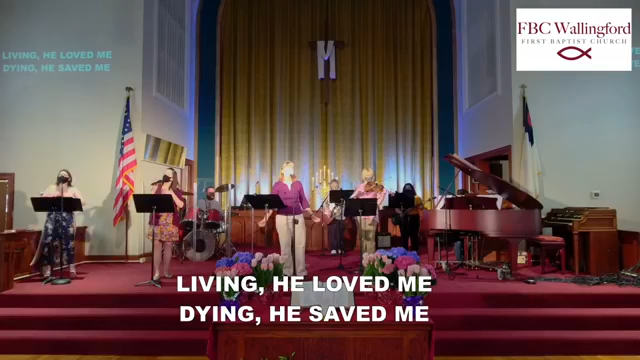 FBC Wallingford
FIRST BAPTIST CHURCH
LIVING, HE LOVED ME
DYING, HE SAVED ME
LIVING, HE LOVED ME
DYING, HE SAVED ME